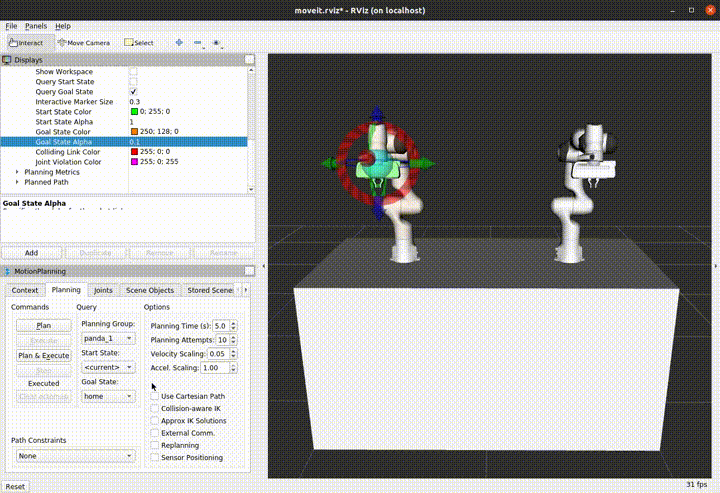 moveit.rviz* - RViz (on localhost)
File Panels Help
Interact Move Camera Select
Displays
Show Workspace
Query Start State
Query Goal State
Interactive Marker Size 0.3
Start State Color 0; 255; 0
Start State Alpha 1
Goal State Color 250; 128; 0
Goal State Alpha 0.1
Colliding Link Color 255; 0; 0
Joint Violation Color 255; 0; 255
Planning Metrics
Planned Path
Goal State Alpha
Add Duplicate Remove Rename
MotionPlanning
Context Planning Joints Scene Objects Stored Scene
Commands Query Options
Plan Planning Group: Planning Time (s): 5.0
Execute panda_1 Planning Attempts: 10
Plan & Execute Start State: Velocity Scaling: 0.05
Stop <current> Accel. Scaling: 1.00
Executed Goal State:
Clear octomap home Use Cartesian Path
Collision-aware IK
Approx IK Solutions
External Comm.
Path Constraints Replanning
None Sensor Positioning
Reset 31 fps